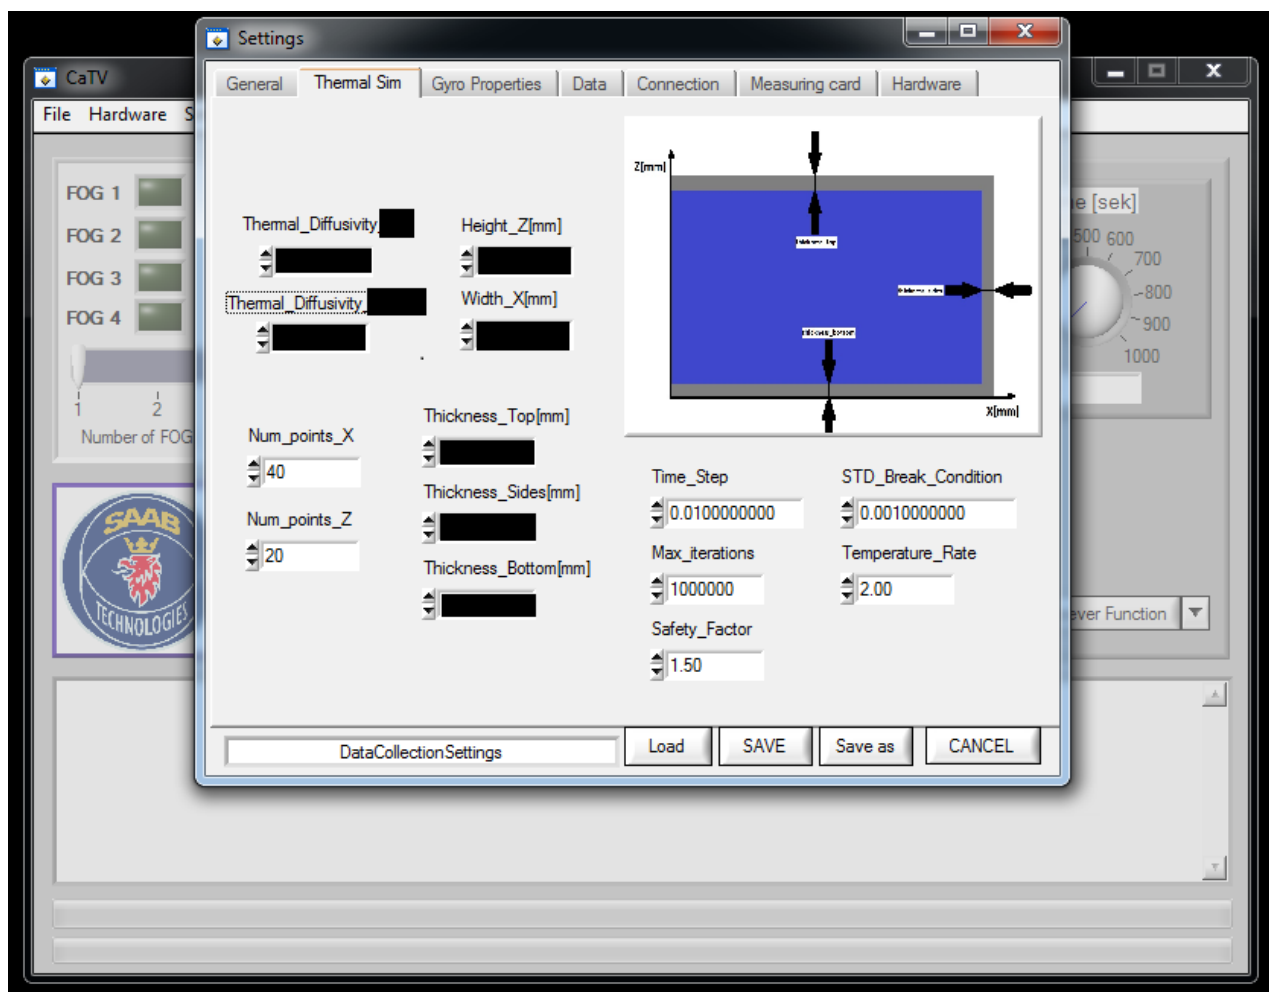 Settings
CaTV
General Thermal Sim Gyro Properties Data Connection Measuring card Hardware
File Hardware S
FOG 1
FOG 2
FOG 3
FOG 4
1 2
Number of FOG
SAAB
TECHNOLOGIES
Thermal_Diffusivity_
Height_Z[mm]
Thermal_Diffusivity_
Width_X[mm]
Num_points_X
40
Num_points_Z
20
Thickness_Top[mm]
Thickness_Sides[mm]
Thickness_Bottom[mm]
Z[mm]
thickness_bottom
X[mm]
Time_Step
0.0100000000
STD_Break_Condition
0.0010000000
Max_iterations
1000000
Temperature_Rate
2.00
Safety_Factor
1.50
[sek]
500 600
700
800
900
1000
ever Function
DataCollectionSettings
Load SAVE Save as CANCEL